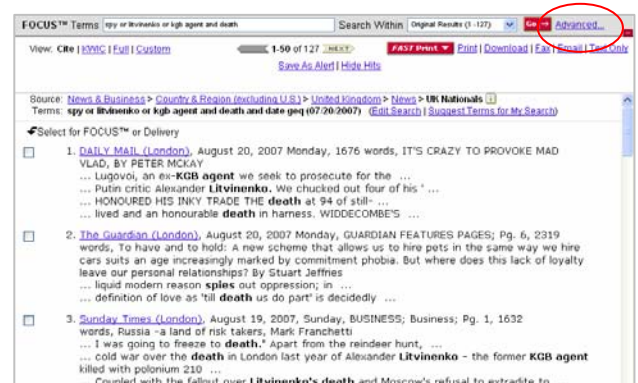 FOCUS™ Terms spy or litvinenko or kgb agent and death Search Within Original Results (1 - 127) Go → Advanced...
View: Cite | KWIC | Full | Custom 1-50 of 127 NEXT FAST Print Print | Download | Fax | Email | Text Only
Save As Alert | Hide Hits
Source: News & Business > Country & Region (excluding U.S.) > United Kingdom > News > UK Nationals i
Terms: spy or litvinenko or kgb agent and death and date geq (07/20/2007) (Edit Search | Suggest Terms for My Search)
Select for FOCUS™ or Delivery
1. DAILY MAIL (London), August 20, 2007 Monday, 1676 words, IT'S CRAZY TO PROVOKE MAD
VLAD, BY PETER MCKAY
... Lugovoi, an ex-KGB agent we seek to prosecute for the ...
... Putin critic Alexander Litvinenko. We chucked out four of his ' ...
... HONOURED HIS INKY TRADE THE death at 94 of still- ...
... lived and an honourable death in harness. WIDDECOMBE'S ...
2. The Guardian (London), August 20, 2007 Monday, GUARDIAN FEATURES PAGES; Pg. 6, 2319
words, To have and to hold: A new scheme that allows us to hire pets in the same way we hire
cars suits an age increasingly marked by commitment phobia. But where does this lack of loyalty
leave our personal relationships? By Stuart Jeffries
... liquid modern reason spies out oppression; in ...
... definition of love as 'till death us do part' is decidedly ...
3. Sunday Times (London), August 19, 2007, Sunday, BUSINESS; Business; Pg. 1, 1632
words, Russia -a land of risk takers, Mark Franchetti
... I was going to freeze to death." Apart from the reindeer hunt, ...
... cold war over the death in London last year of Alexander Litvinenko - the former KGB agent
killed with polonium 210 ...
... Coupled with the fallout over Litvinenko's death and Moscow's refusal to extradite to